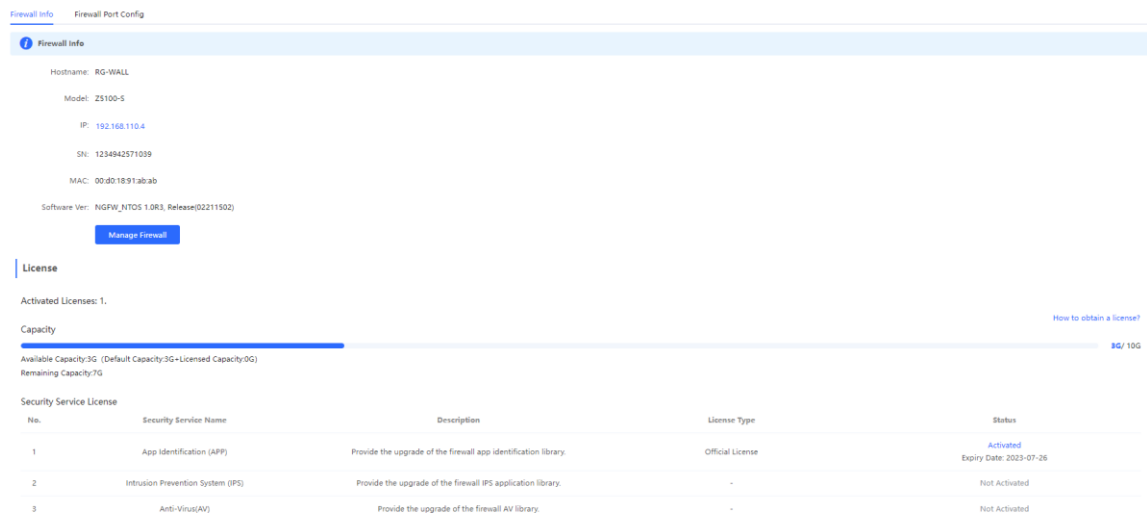 Firewall Info Firewall Port Config
Firewall Info
Hostname: RG-WALL
Model: Z5100-S
IP: 192.168.110.4
SN: 1234942571039
MAC: 00:d0:18:91:ab:ab
Software Ver: NGFW_NTOS 1.0R3, Release(02211502)
Manage Firewall
License
Activated Licenses: 1.
How to obtain a license?
Capacity
3G/ 10G
Available Capacity:3G (Default Capacity:3G+Licensed Capacity:0G)
Remaining Capacity:7G
Security Service License
No. Security Service Name Description License Type Status
1 App Identification (APP) Provide the upgrade of the firewall app identification library. Official License Activated
Expiry Date: 2023-07-26
2 Intrusion Prevention System (IPS) Provide the upgrade of the firewall IPS application library. - Not Activated
3 Anti-Virus(AV) Provide the upgrade of the firewall AV library. - Not Activated